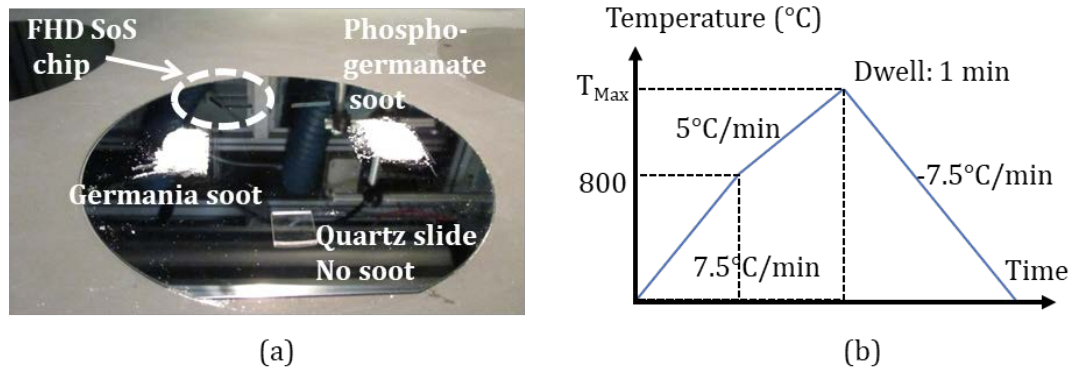 FHD SoS
chip
Phospho-
germanate
soot
Germania soot
Quartz slide
No soot
(a)
Temperature (°C)
Dwell: 1 min
T_Max
5°C/min
800
-7.5°C/min
7.5°C/min
Time
(b)